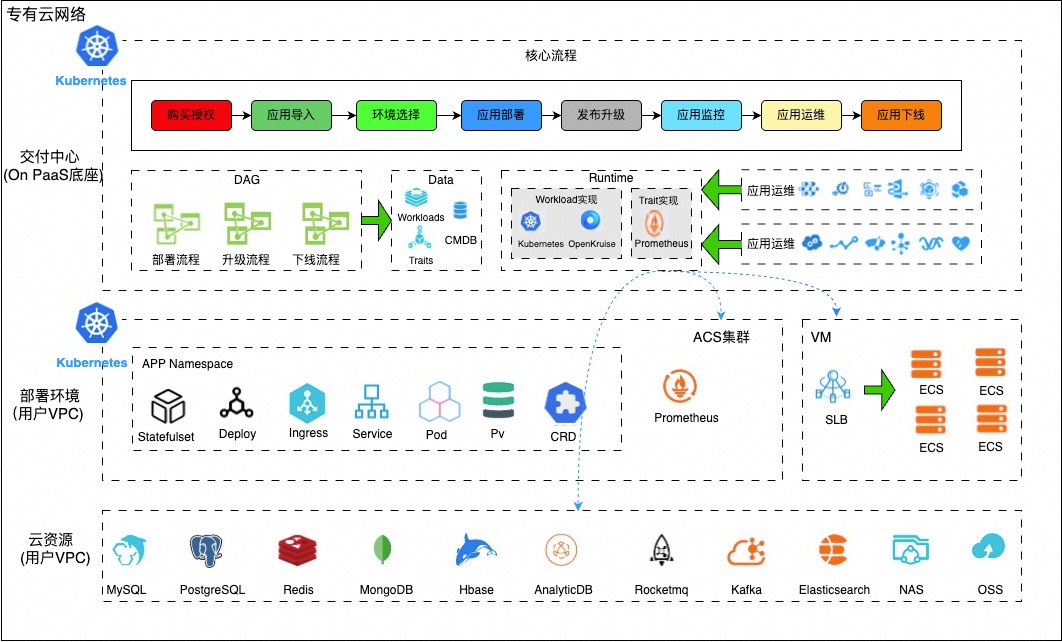 专有云网络
Kubernetes
核心流程
购买授权
应用导入
环境选择
应用部署
发布升级
应用监控
应用运维
应用下线
交付中心
(On PaaS底座)
DAG
部署流程
升级流程
下线流程
Data
Workloads
CMDB
Traits
Runtime
Workload实现
Kubernetes
OpenKruise
Trait实现
Prometheus
应用运维
应用运维
Kubernetes
部署环境
(用户VPC)
ACS集群
APP Namespace
Statefulset
Deploy
Ingress
Service
Pod
Pv
CRD
Prometheus
VM
SLB
ECS
ECS
ECS
ECS
云资源
(用户VPC)
MySQL
PostgreSQL
Redis
MongoDB
Hbase
AnalyticDB
Rocketmq
Kafka
Elasticsearch
NAS
OSS